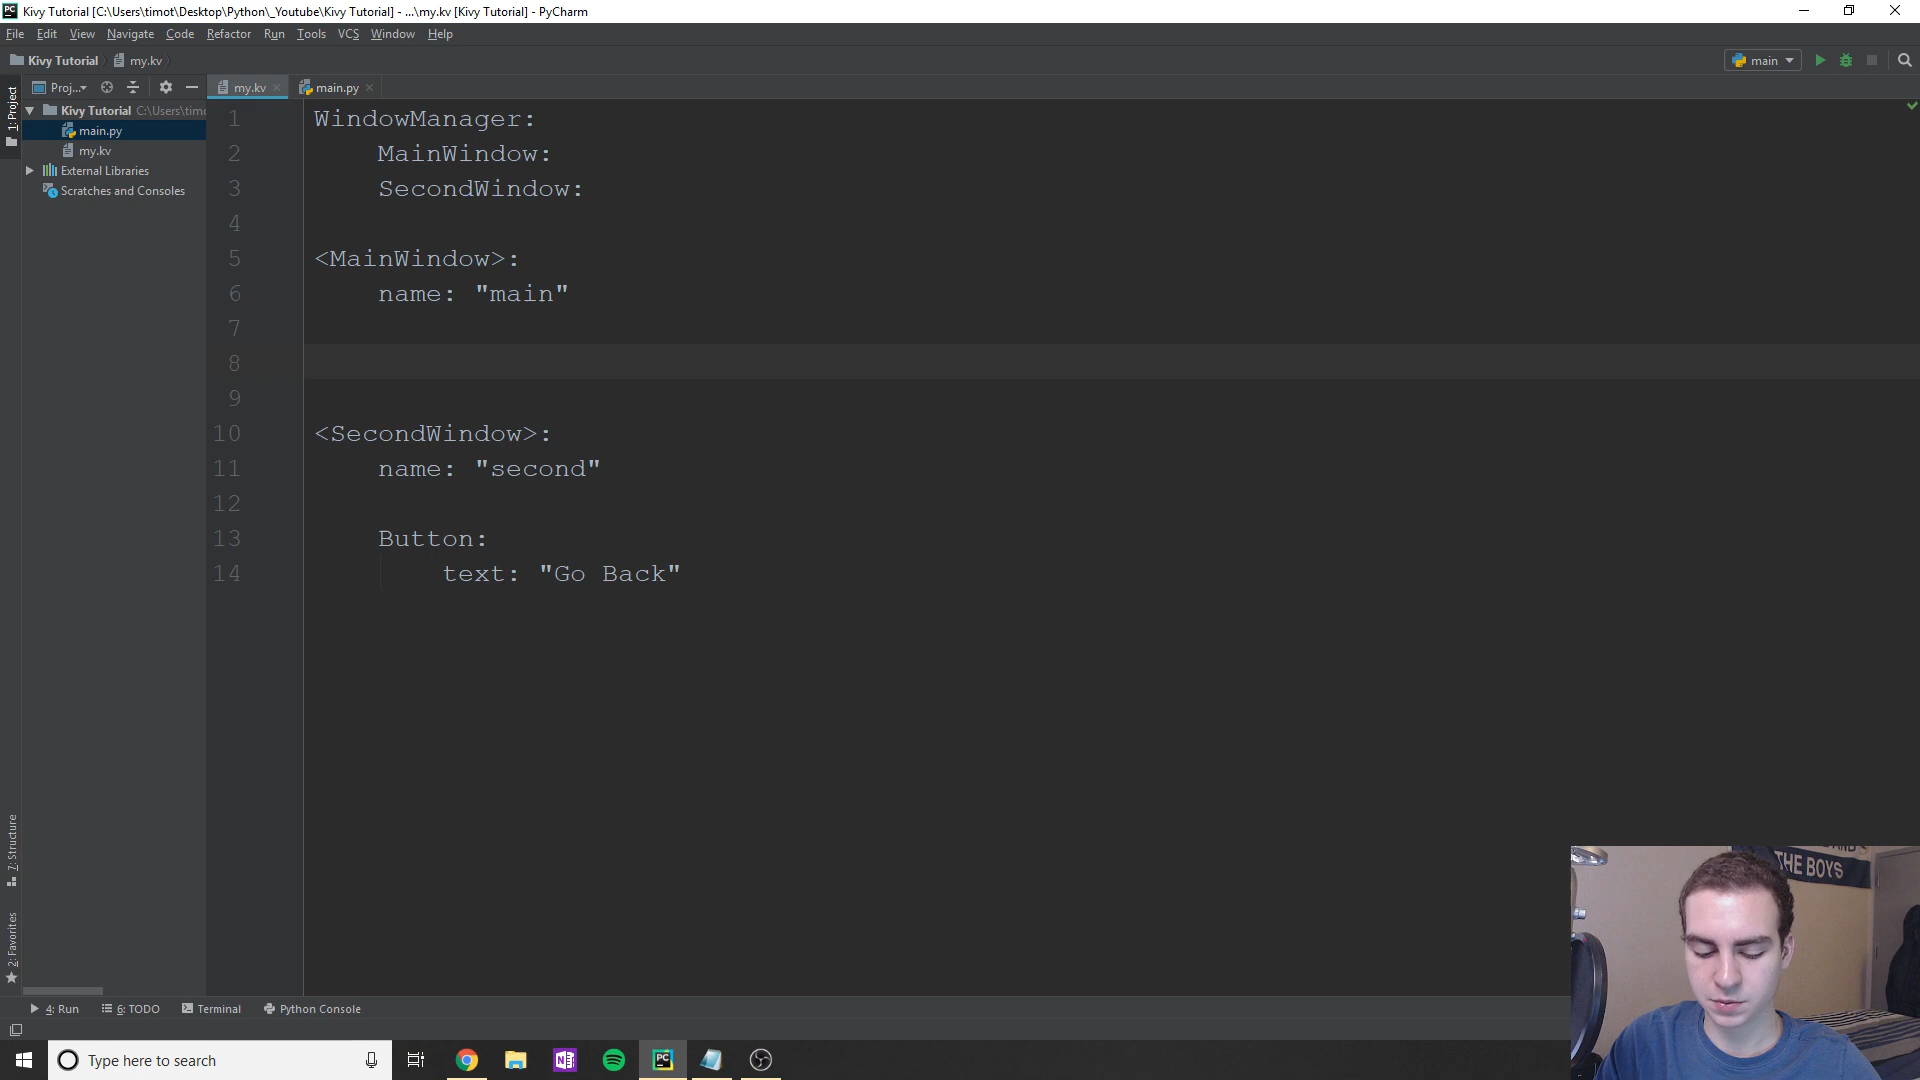 Kivy Tutorial [C:\Users\timot\Desktop\Python\_Youtube\Kivy Tutorial] - ...\my.kv [Kivy Tutorial] - PyCharm
File Edit View Navigate Code Refactor Run Tools VCS Window Help
Kivy Tutorial my.kv main
Proj... my.kv main.py
1: Project
Kivy Tutorial C:\Users\timo
main.py
my.kv
External Libraries
Scratches and Consoles
1 WindowManager:
2 MainWindow:
3 SecondWindow:
4
5 <MainWindow>:
6 name: "main"
7
8
9
10 <SecondWindow>:
11 name: "second"
12
13 Button:
14 text: "Go Back"
7: Structure
2: Favorites
THE BOYS
4: Run 6: TODO Terminal Python Console
Type here to search